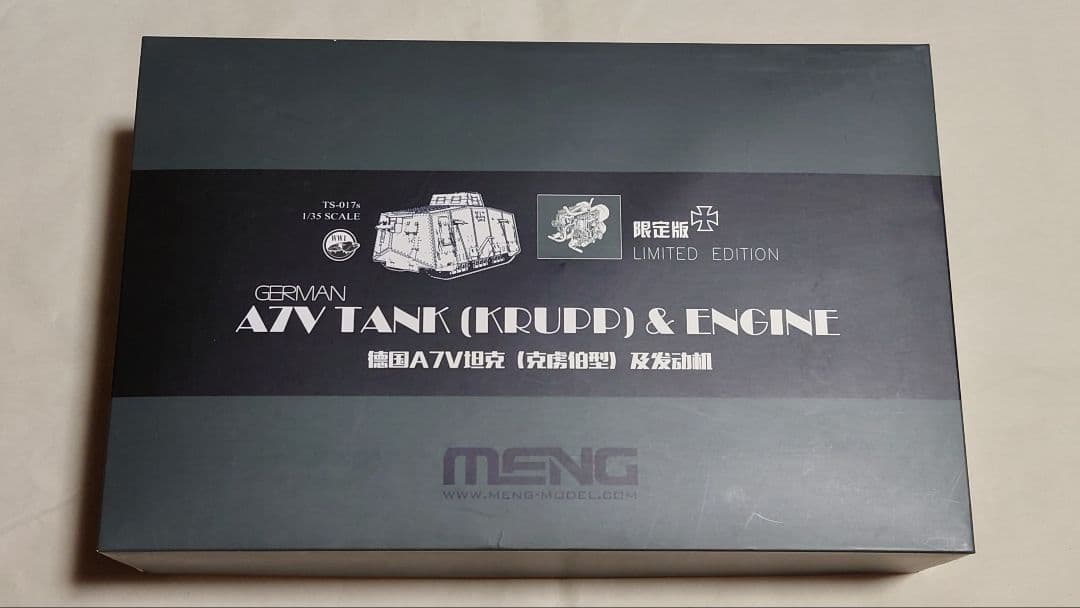 TS-017s
1/35 SCALE
WWI
限定版
LIMITED EDITION
GERMAN
A7V TANK (KRUPP) & ENGINE
德国A7V坦克（克虏伯型）及发动机
MENG
WWW.MENG-MODEL.COM